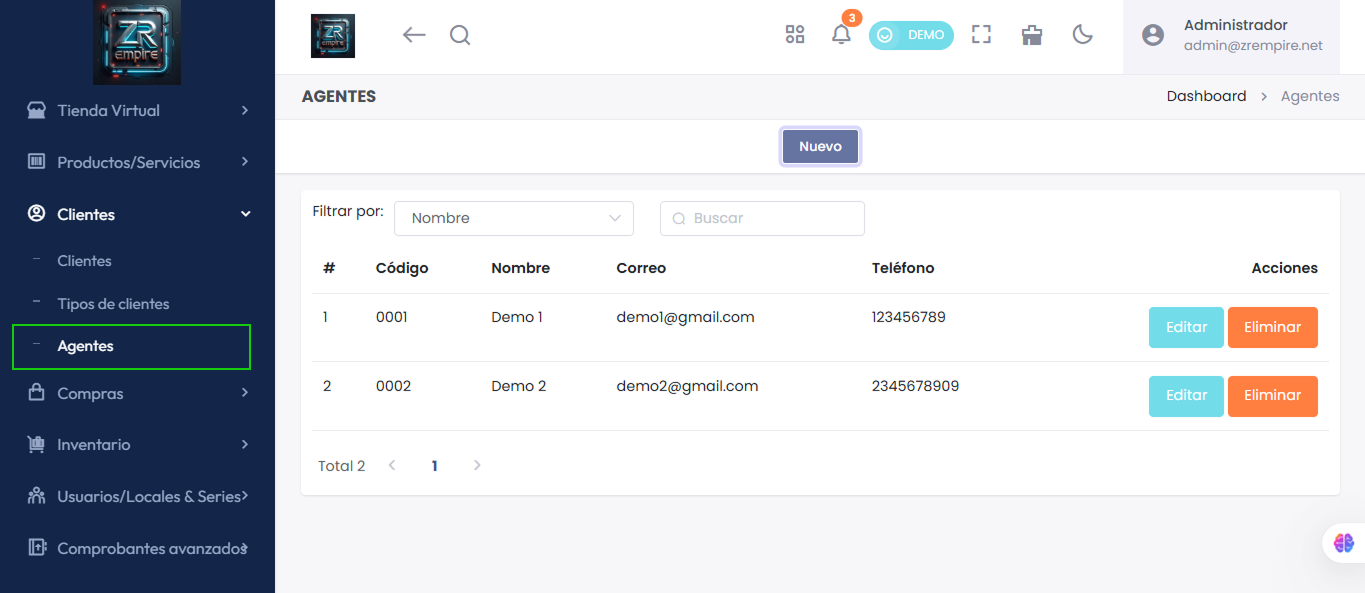 ZR
empire
Tienda Virtual
Productos/Servicios
Clientes
Clientes
Tipos de clientes
Agentes
Compras
Inventario
Usuarios/Locales & Series
Comprobantes avanzados
ZR
empire
3
DEMO
Administrador
admin@zrempire.net
AGENTES
Dashboard > Agentes
Nuevo
Filtrar por: Nombre Buscar
# Código Nombre Correo Teléfono Acciones
1 0001 Demo 1 demo1@gmail.com 123456789 Editar Eliminar
2 0002 Demo 2 demo2@gmail.com 2345678909 Editar Eliminar
Total 2 < 1 >